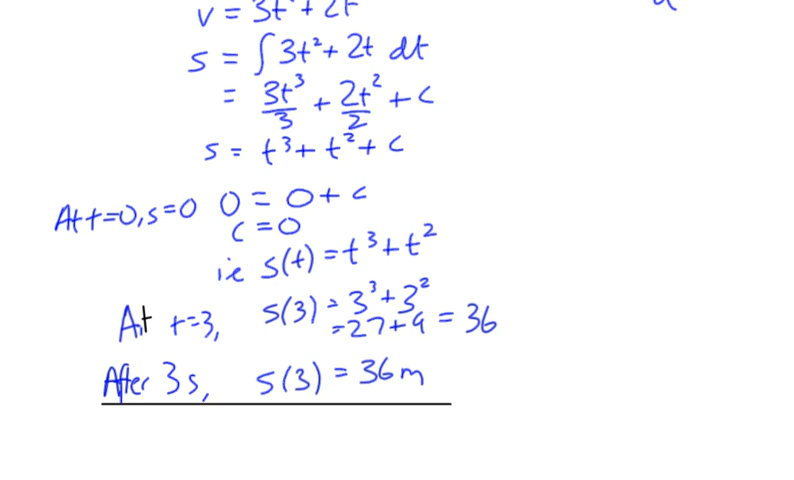 v = 3t² + 2t
s = ∫ 3t² + 2t dt
= 3t³/3 + 2t²/2 + c
s = t³ + t² + c
At t=0, s=0 0 = 0 + c
c = 0
ie s(t) = t³ + t²
At t=3, s(3) = 3³ + 3²
= 27 + 9 = 36
After 3s, s(3) = 36m